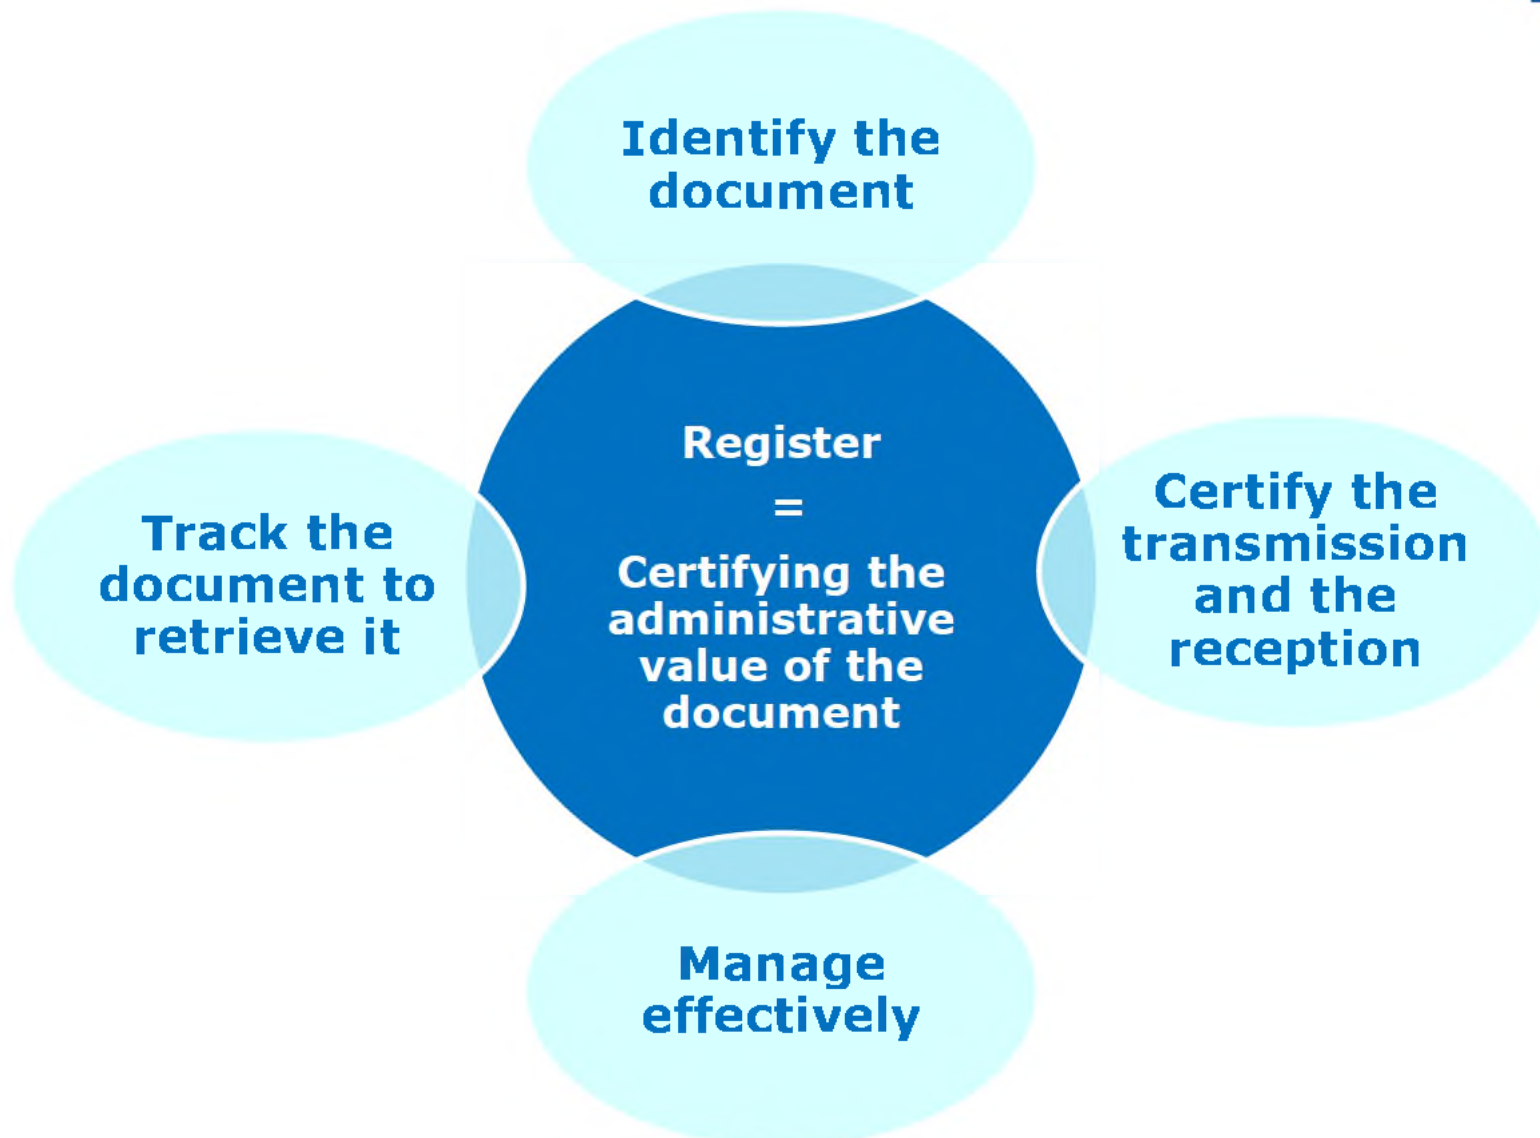 Identify the
document
Register
=
Certifying the
administrative
value of the
document
Track the
document to
retrieve it
Certify the
transmission
and the
reception
Manage
effectively